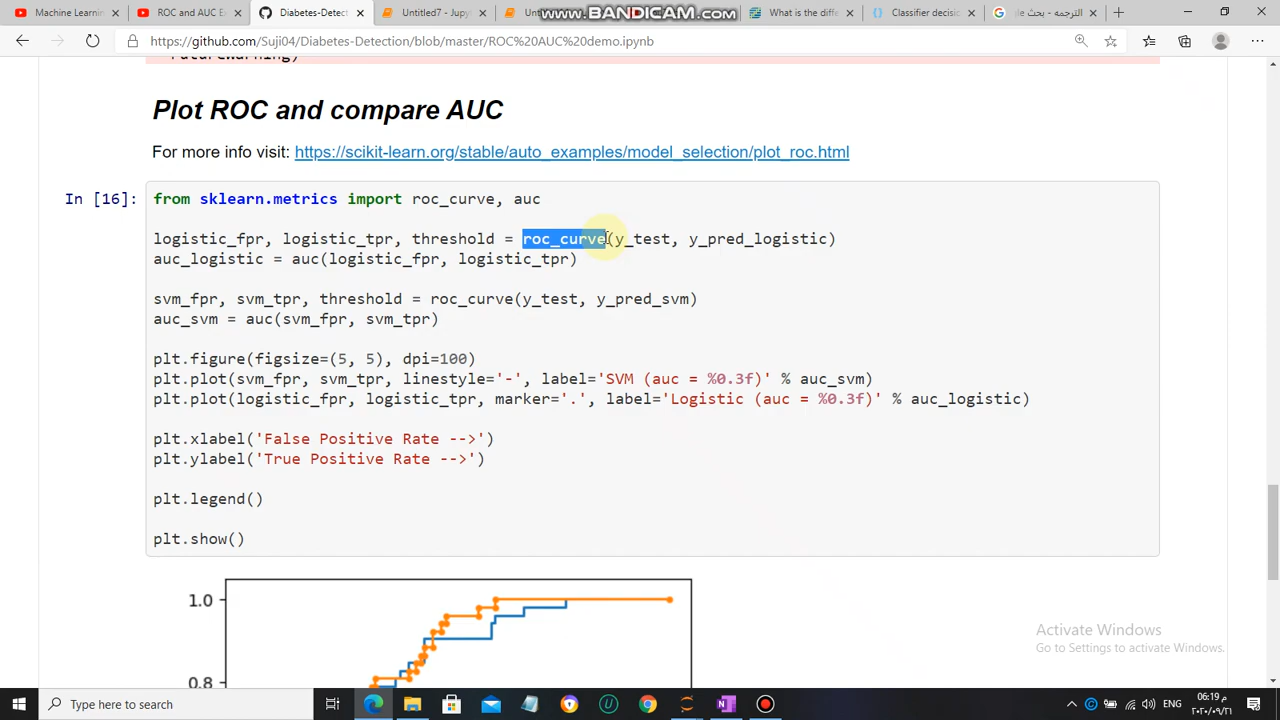 Machine Learning
ROC and AUC E
Diabetes-Detect
Untitled7 - Jupy
Unt
www.BANDICAM.com
What is the diffe
Classifier decisio
الترجمه - بحث
https://github.com/Suji04/Diabetes-Detection/blob/master/ROC%20AUC%20demo.ipynb
FutureWarning)
Plot ROC and compare AUC
For more info visit: https://scikit-learn.org/stable/auto_examples/model_selection/plot_roc.html
In [16]:
from sklearn.metrics import roc_curve, auc
logistic_fpr, logistic_tpr, threshold = roc_curve(y_test, y_pred_logistic)
auc_logistic = auc(logistic_fpr, logistic_tpr)
svm_fpr, svm_tpr, threshold = roc_curve(y_test, y_pred_svm)
auc_svm = auc(svm_fpr, svm_tpr)
plt.figure(figsize=(5, 5), dpi=100)
plt.plot(svm_fpr, svm_tpr, linestyle='-', label='SVM (auc = %0.3f)' % auc_svm)
plt.plot(logistic_fpr, logistic_tpr, marker='.', label='Logistic (auc = %0.3f)' % auc_logistic)
plt.xlabel('False Positive Rate -->')
plt.ylabel('True Positive Rate -->')
plt.legend()
plt.show()
1.0
0.8
Activate Windows
Go to Settings to activate Windows.
Type here to search
ENG
06:19 م